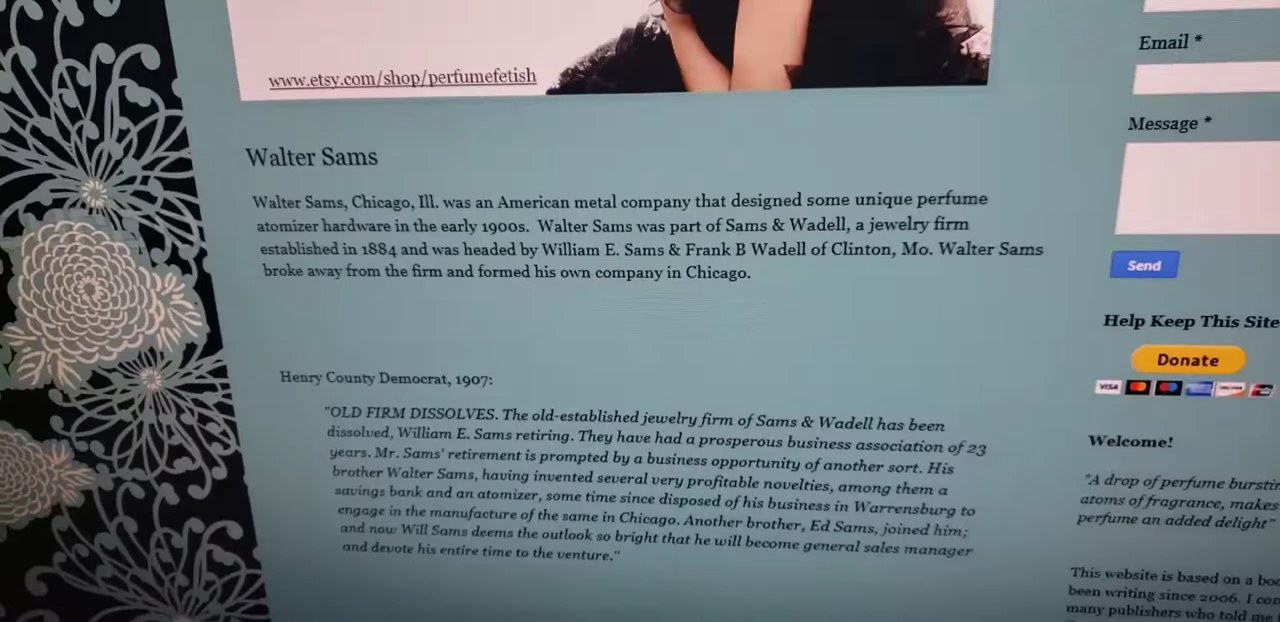 www.etsy.com/shop/perfumefetish
Walter Sams
Walter Sams, Chicago, Ill. was an American metal company that designed some unique perfume
atomizer hardware in the early 1900s.  Walter Sams was part of Sams & Wadell, a jewelry firm
established in 1884 and was headed by William E. Sams & Frank B Wadell of Clinton, Mo. Walter Sams
broke away from the firm and formed his own company in Chicago.
Henry County Democrat, 1907:
"OLD FIRM DISSOLVES. The old-established jewelry firm of Sams & Wadell has been
dissolved, William E. Sams retiring. They have had a prosperous business association of 23
years. Mr. Sams' retirement is prompted by a business opportunity of another sort. His
brother Walter Sams, having invented several very profitable novelties, among them a
savings bank and an atomizer, some time since disposed of his business in Warrensburg to
engage in the manufacture of the same in Chicago. Another brother, Ed Sams, joined him;
and now Will Sams deems the outlook so bright that he will become general sales manager
and devote his entire time to the venture."
Email *
Message *
Send
Help Keep This Site
Donate
VISA
Welcome!
"A drop of perfume
atoms of fragrance, makes
perfume an added delight"
This website is based on a
been writing since 2006. I
many publishers who told me